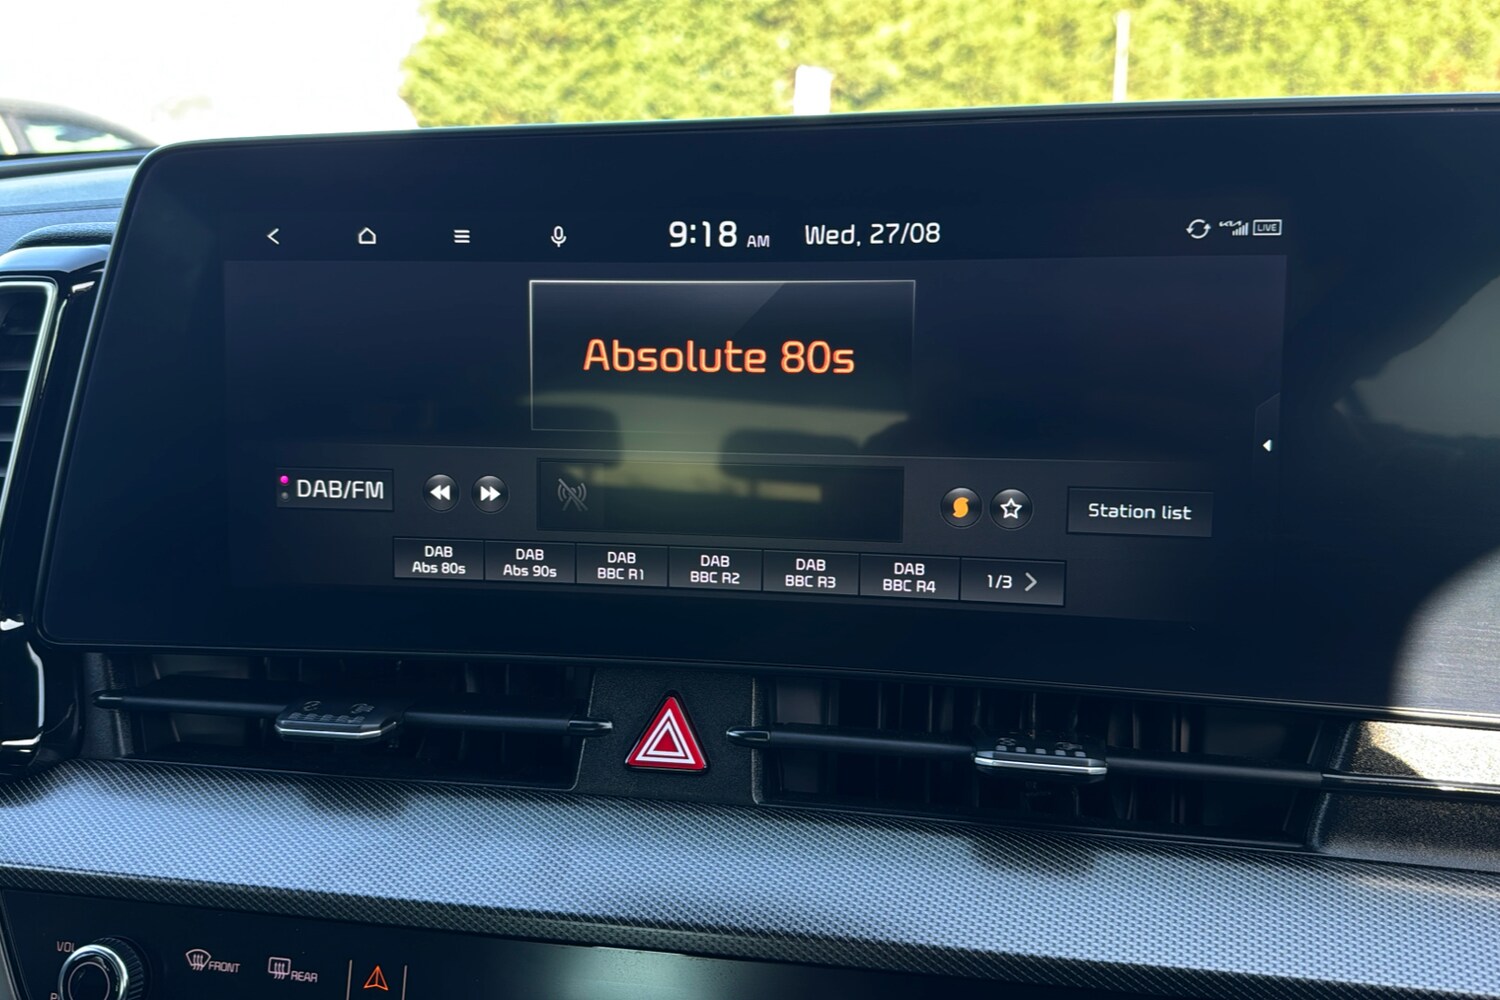 9:18 AM Wed, 27/08
LIVE
Absolute 80s
DAB/FM
Station list
DAB
Abs 80s
DAB
Abs 90s
DAB
BBC R1
DAB
BBC R2
DAB
BBC R3
DAB
BBC R4
1/3
VOL
FRONT
REAR